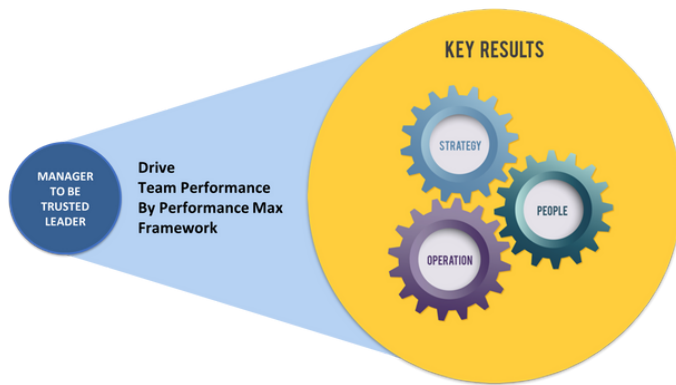 KEY RESULTS
STRATEGY
PEOPLE
OPERATION
MANAGER
TO BE
TRUSTED
LEADER
Drive
Team Performance
By Performance Max
Framework